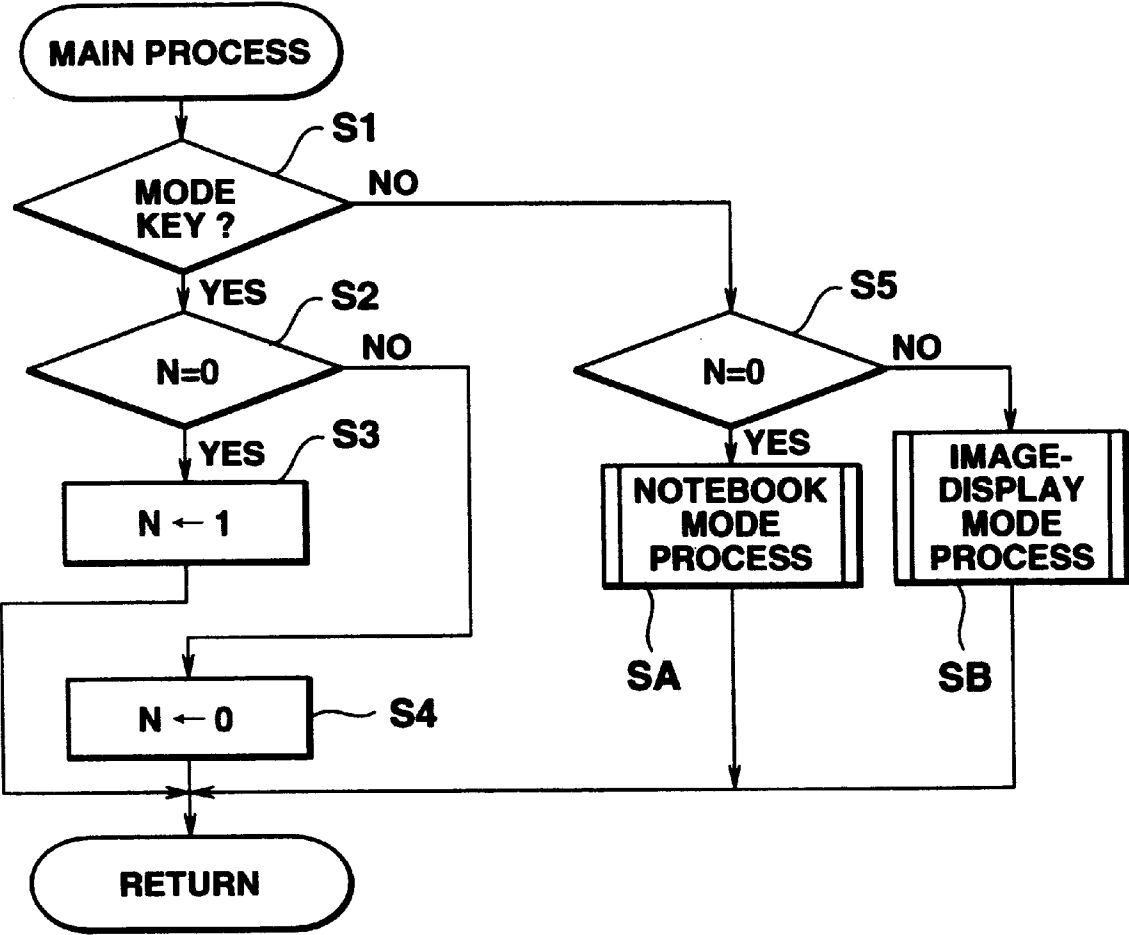 MAIN PROCESS
S1
MODE
KEY ?
NO
YES
S2
N=0
NO
YES
S3
N ← 1
N ← 0
S4
S5
N=0
NO
YES
NOTEBOOK
MODE
PROCESS
SA
IMAGE-
DISPLAY
MODE
PROCESS
SB
RETURN